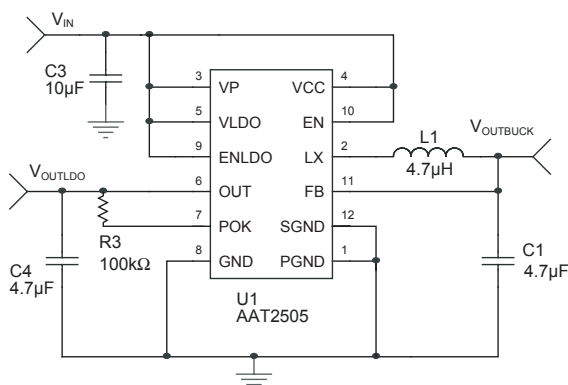 VIN
C3
10µF
3
VP
VCC
4
5
VLDO
EN
10
9
ENLDO
LX
2
L1
4.7µH
VOUTBUCK
VOUTLDO
6
OUT
FB
11
7
POK
SGND
12
R3
100kΩ
8
GND
PGND
1
C4
4.7µF
C1
4.7µF
U1
AAT2505